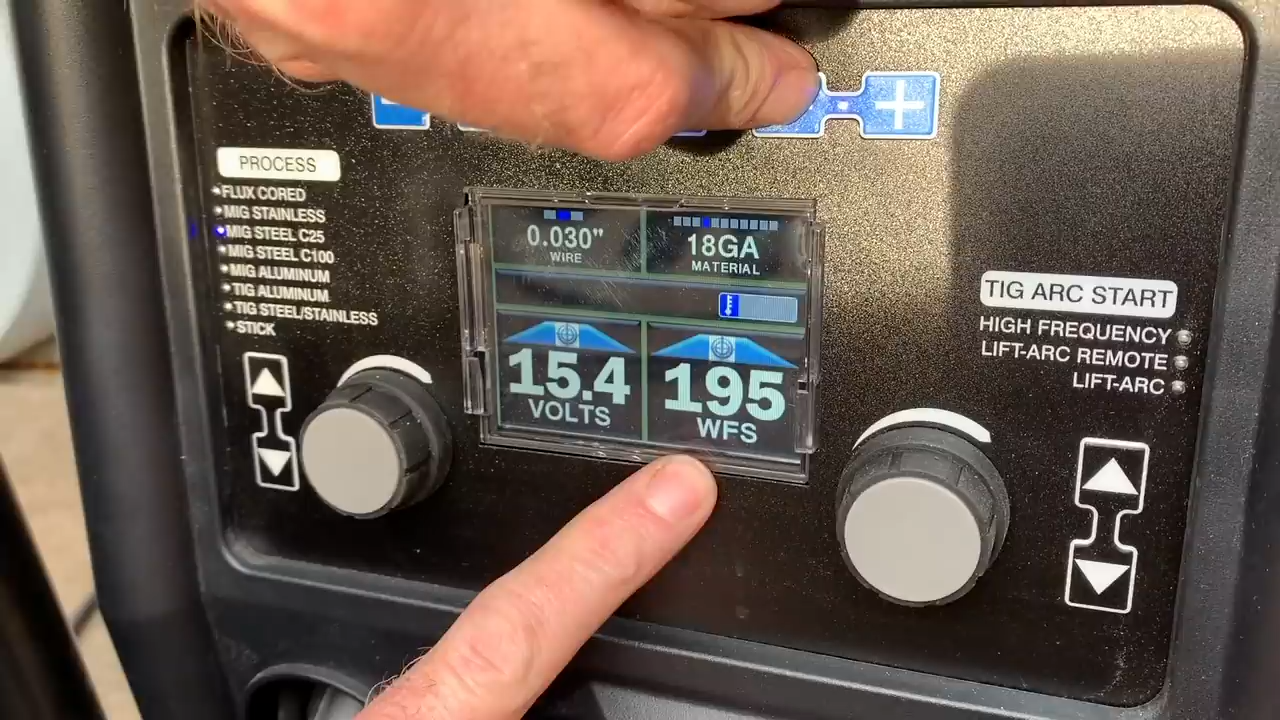 PROCESS
FLUX CORED
MIG STAINLESS
MIG STEEL C25
MIG STEEL C100
MIG ALUMINUM
TIG ALUMINUM
TIG STEEL/STAINLESS
STICK
0.030"
WIRE
18GA
MATERIAL
15.4
VOLTS
195
WFS
TIG ARC START
HIGH FREQUENCY
LIFT-ARC REMOTE
LIFT-ARC